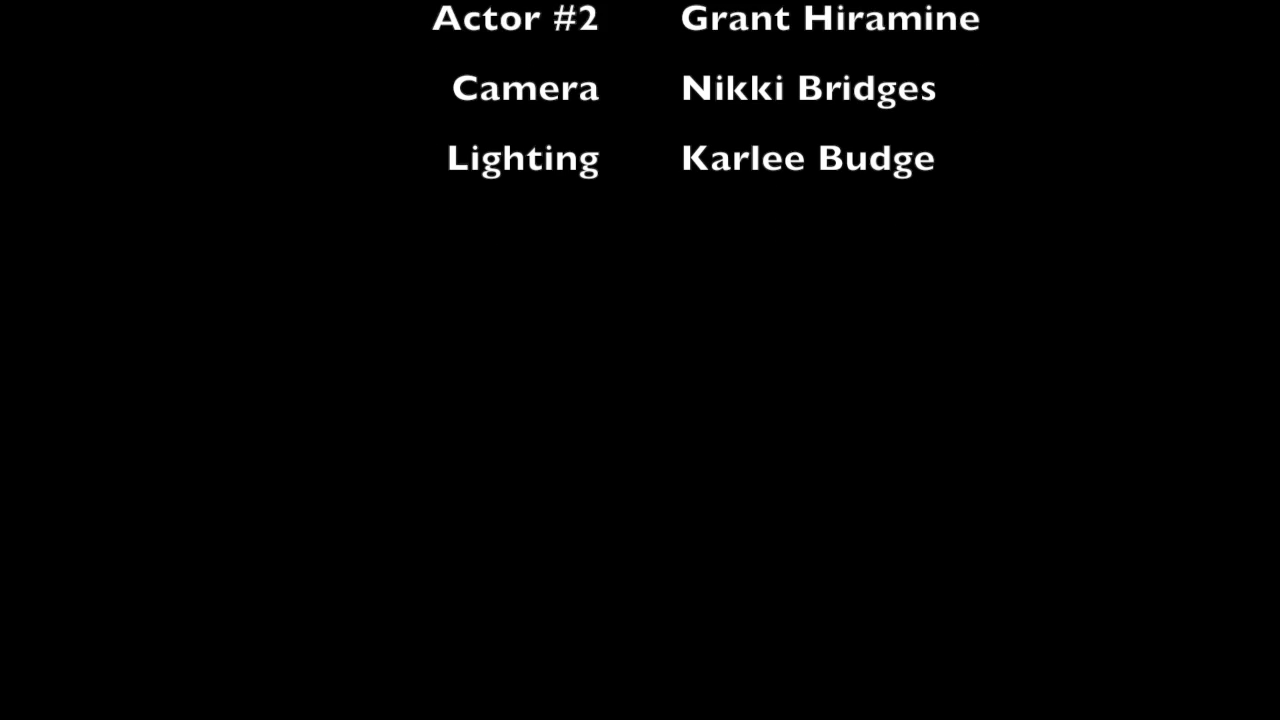 Actor #2 Grant Hiramine
Camera Nikki Bridges
Lighting Karlee Budge